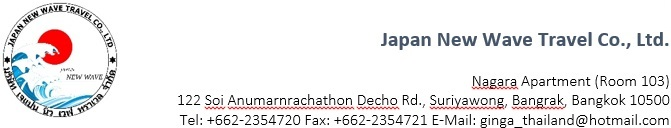 JAPAN NEW WAVE TRAVEL CO., LTD
JAPAN
NEW WAVE
Japan New Wave Travel Co., Ltd.
Nagara Apartment (Room 103)
122 Soi Anumarnrachathon Decho Rd., Suriyawong, Bangrak, Bangkok 10500
Tel: +662-2354720 Fax: +662-2354721 E-Mail: ginga_thailand@hotmail.com